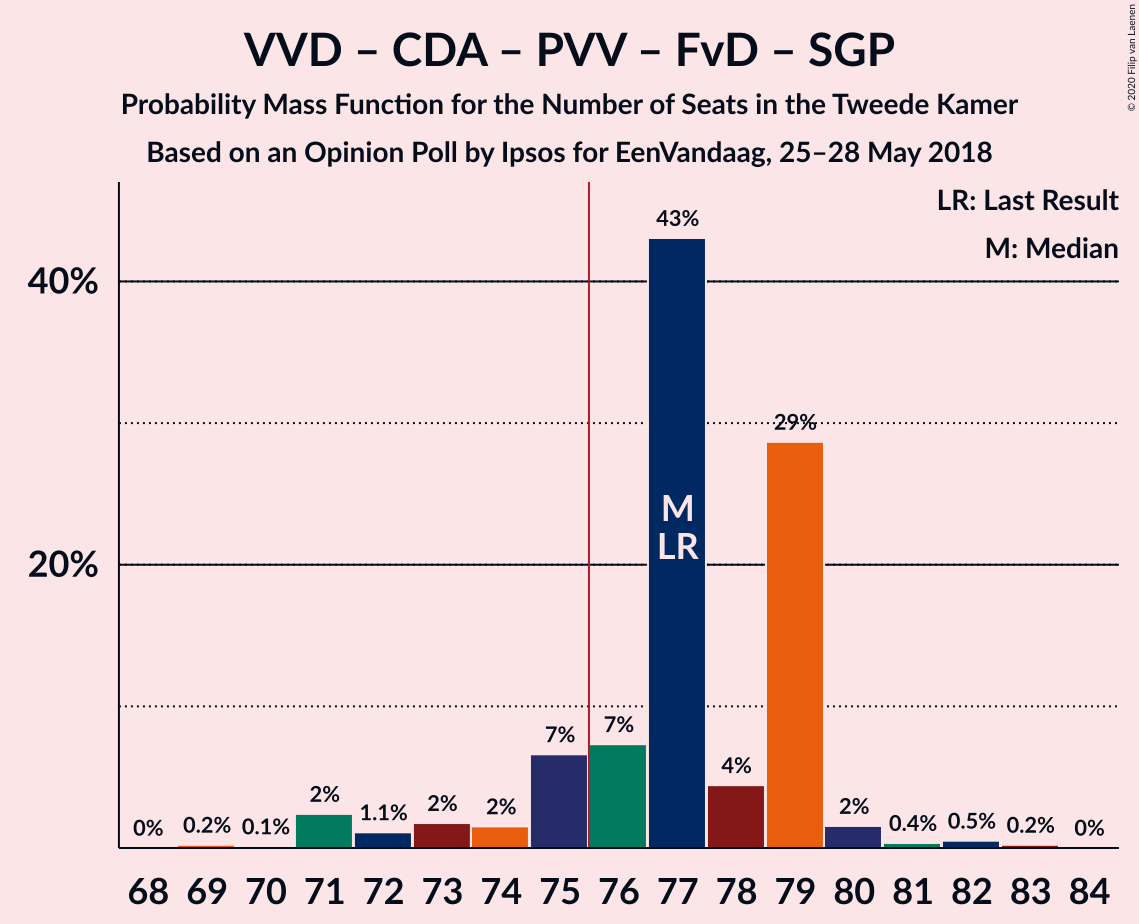 VVD – CDA – PVV – FvD – SGP
Probability Mass Function for the Number of Seats in the Tweede Kamer
Based on an Opinion Poll by Ipsos for EenVandaag, 25–28 May 2018
© 2020 Filip van Laenen
LR: Last Result
M: Median
40%
20%
0%
0.2%
0.1%
2%
1.1%
2%
2%
7%
7%
43%
4%
29%
2%
0.4%
0.5%
0.2%
0%
M
LR
68 69 70 71 72 73 74 75 76 77 78 79 80 81 82 83 84